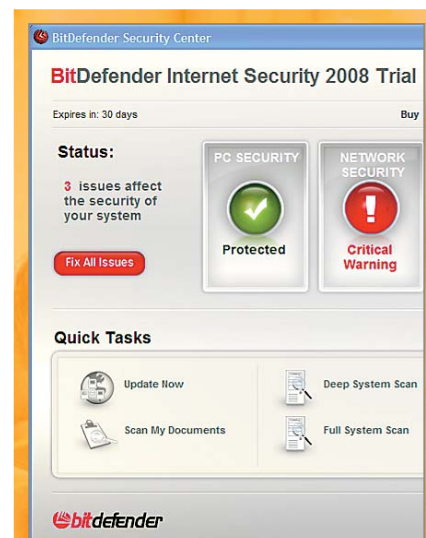 BitDefender Security Center
BitDefender Internet Security 2008 Trial
Expires in: 30 days
Buy
Status:
3 issues affect
the security of
your system
Fix All Issues
PC SECURITY
Protected
NETWORK
SECURITY
Critical
Warning
Quick Tasks
Update Now
Deep System Scan
Scan My Documents
Full System Scan
bitdefender